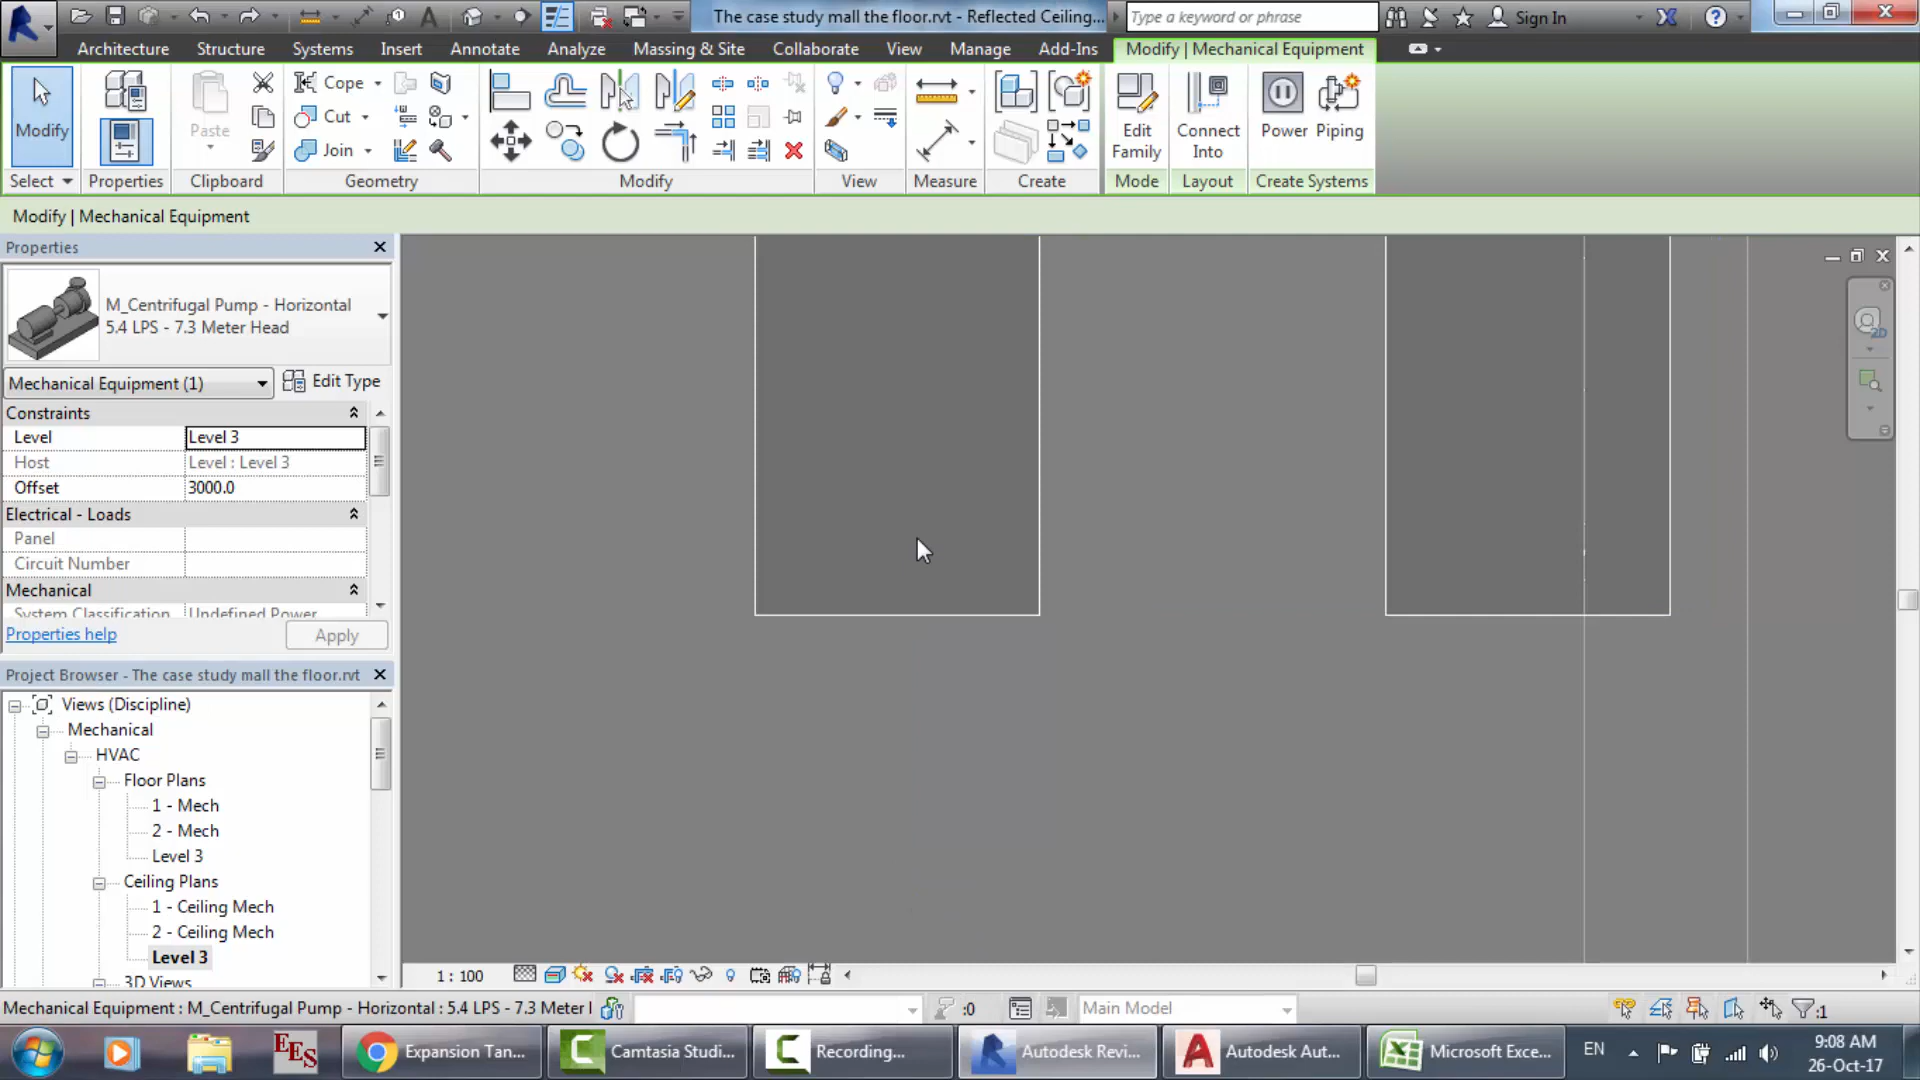 The case study mall the floor.rvt - Reflected Ceiling...
Type a keyword or phrase
Sign In
Architecture Structure Systems Insert Annotate Analyze Massing & Site Collaborate View Manage Add-Ins Modify | Mechanical Equipment
Modify
Paste
Cope
Cut
Join
Edit Family
Connect Into
Power
Piping
Select Properties Clipboard Geometry Modify View Measure Create Mode Layout Create Systems
Modify | Mechanical Equipment
Properties
M_Centrifugal Pump - Horizontal
5.4 LPS - 7.3 Meter Head
Mechanical Equipment (1)
Edit Type
Constraints
Level Level 3
Host Level : Level 3
Offset 3000.0
Electrical - Loads
Panel
Circuit Number
Mechanical
System Classification Undefined Power
Properties help
Apply
2D
Project Browser - The case study mall the floor.rvt
Views (Discipline)
Mechanical
HVAC
Floor Plans
1 - Mech
2 - Mech
Level 3
Ceiling Plans
1 - Ceiling Mech
2 - Ceiling Mech
Level 3
3D Views
1 : 100
Mechanical Equipment : M_Centrifugal Pump - Horizontal : 5.4 LPS - 7.3 Meter
:0
Main Model
:1
EES
Expansion Tan...
Camtasia Studi...
Recording...
Autodesk Revi...
Autodesk Aut...
Microsoft Exce...
EN
9:08 AM
26-Oct-17